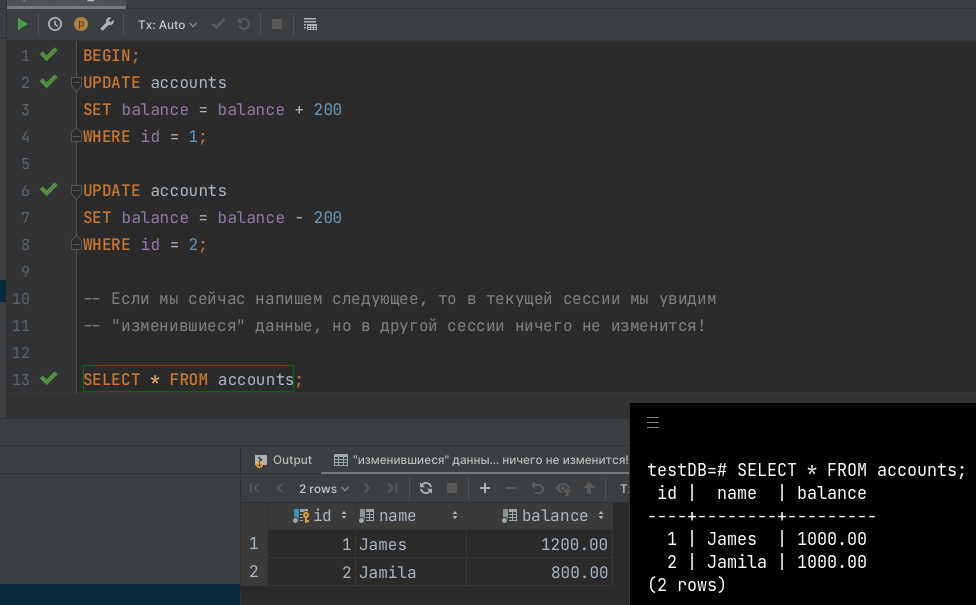 Tx: Auto
1 BEGIN;
2 UPDATE accounts
3 SET balance = balance + 200
4 WHERE id = 1;
5
6 UPDATE accounts
7 SET balance = balance - 200
8 WHERE id = 2;
9
10 -- Если мы сейчас напишем следующее, то в текущей сессии мы увидим
11 -- "изменившиеся" данные, но в другой сессии ничего не изменится!
12
13 SELECT * FROM accounts;
Output "изменившиеся" данны... ничего не изменится!
2 rows
id name balance
1 1 James 1200.00
2 2 Jamila 800.00
testDB=# SELECT * FROM accounts;
 id |  name  | balance
----+--------+---------
  1 | James  | 1000.00
  2 | Jamila | 1000.00
(2 rows)